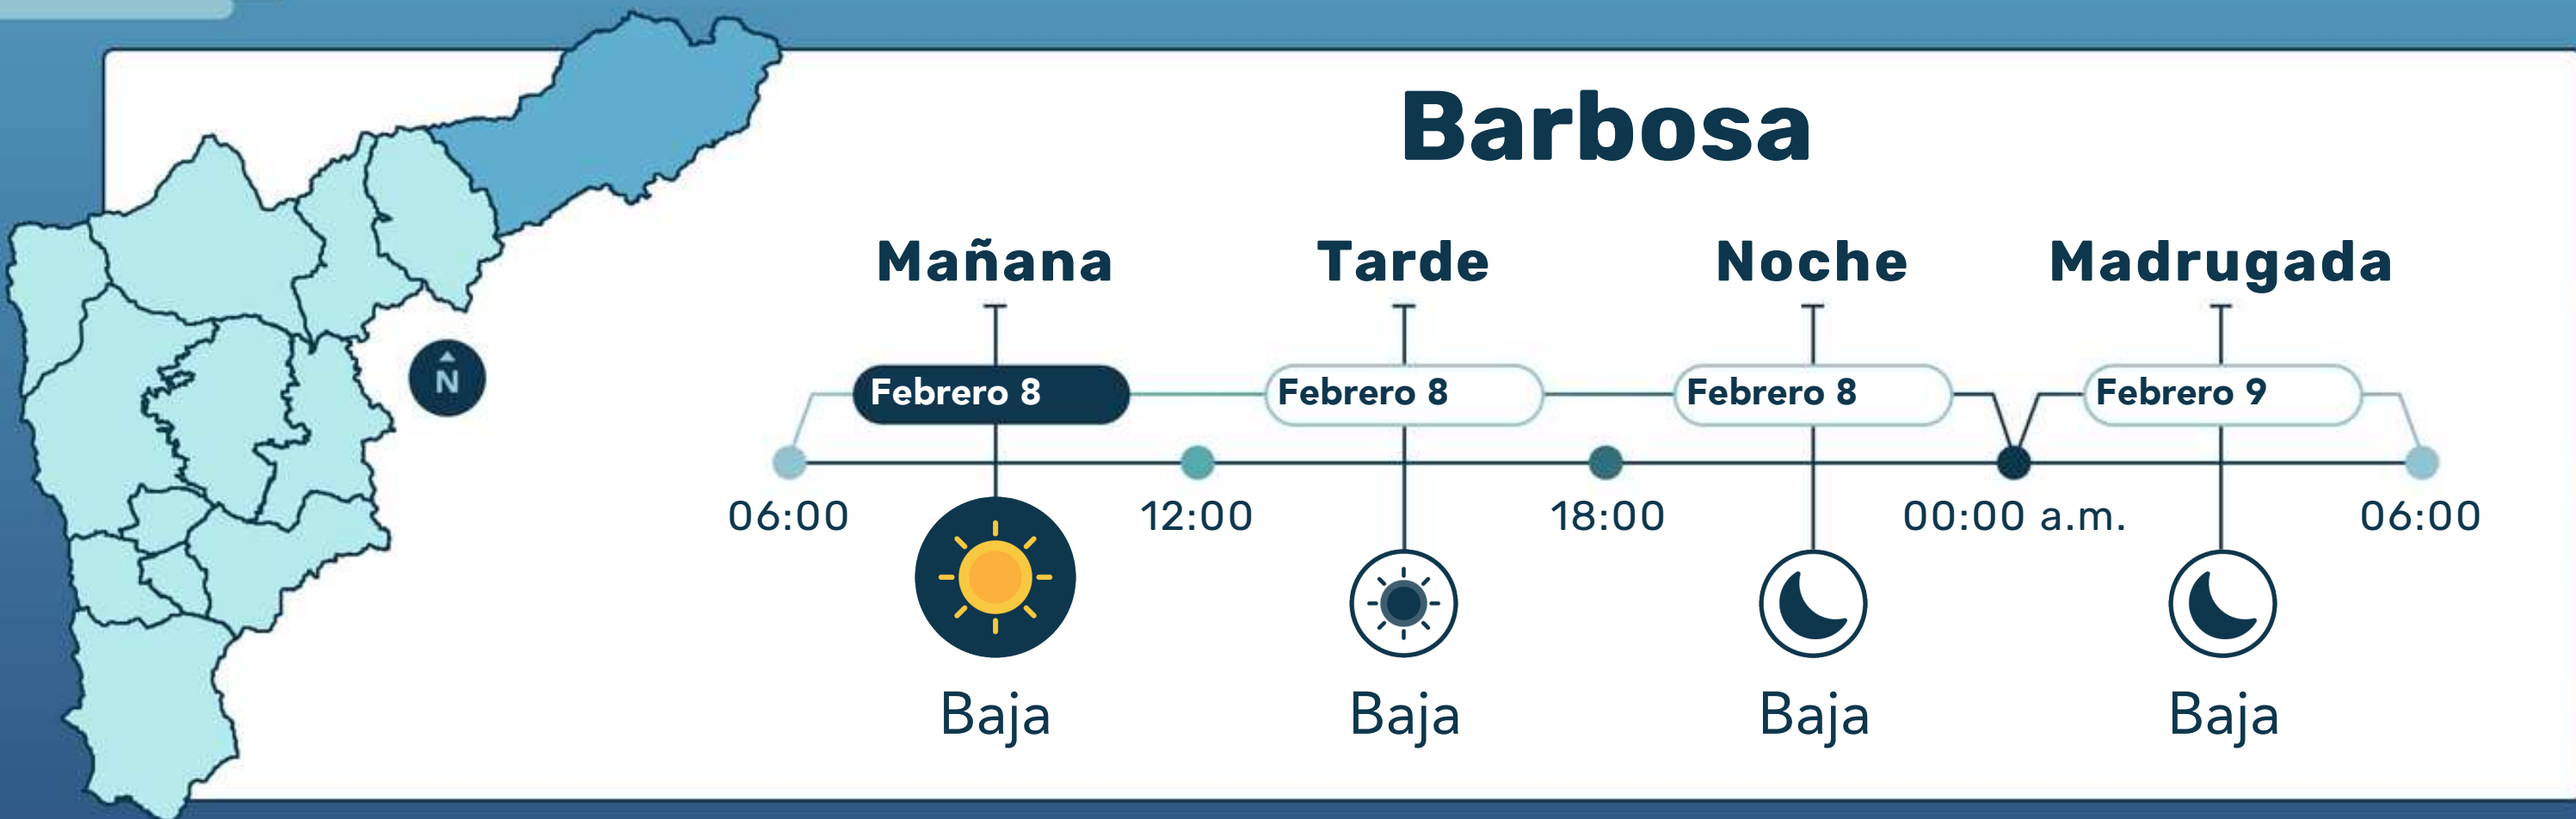 Barbosa
Mañana Tarde Noche Madrugada
Febrero 8 Febrero 8 Febrero 8 Febrero 9
N
06:00 12:00 18:00 00:00 a.m. 06:00
Baja Baja Baja Baja